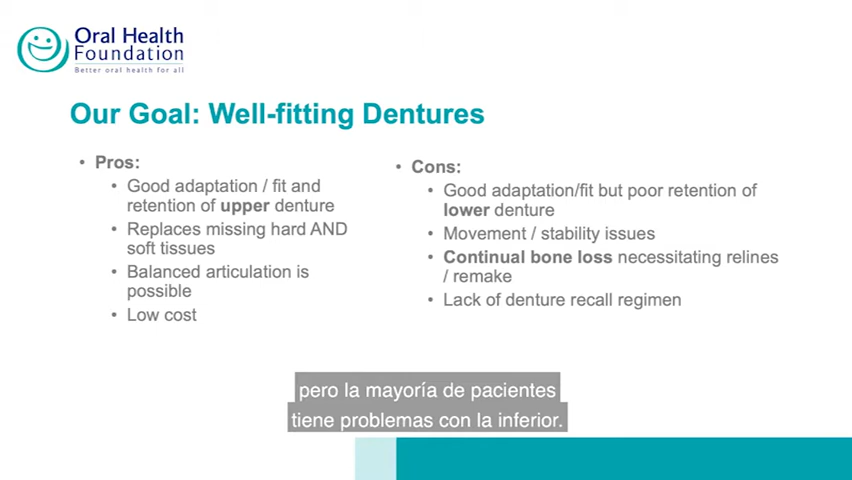 Oral Health
Foundation
Better oral health for all
Our Goal: Well-fitting Dentures
• Pros:
• Good adaptation / fit and
retention of upper denture
• Replaces missing hard AND
soft tissues
• Balanced articulation is
possible
• Low cost
• Cons:
• Good adaptation/fit but poor retention of
lower denture
• Movement / stability issues
• Continual bone loss necessitating relines
/ remake
• Lack of denture recall regimen
pero la mayoría de pacientes
tiene problemas con la inferior.